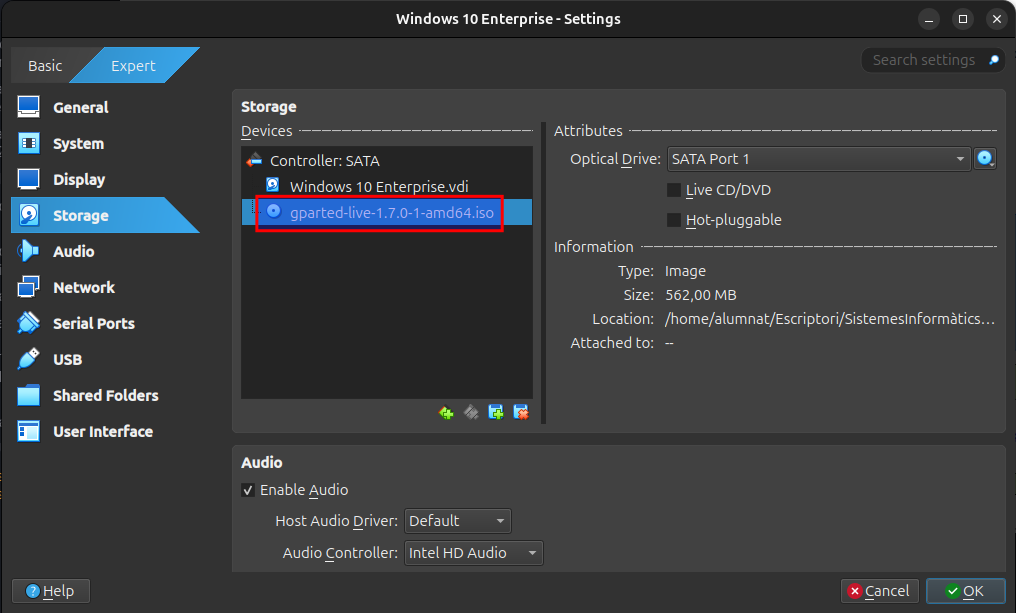 Windows 10 Enterprise - Settings
Basic
Expert
Search settings
General
System
Display
Storage
Audio
Network
Serial Ports
USB
Shared Folders
User Interface
Storage
Devices
Controller: SATA
Windows 10 Enterprise.vdi
gparted-live-1.7.0-1-amd64.iso
Attributes
Optical Drive: SATA Port 1
Live CD/DVD
Hot-pluggable
Information
Type: Image
Size: 562,00 MB
Location: /home/alumnat/Escriptori/SistemesInformàtics...
Attached to: --
Audio
Enable Audio
Host Audio Driver: Default
Audio Controller: Intel HD Audio
Help
Cancel
OK